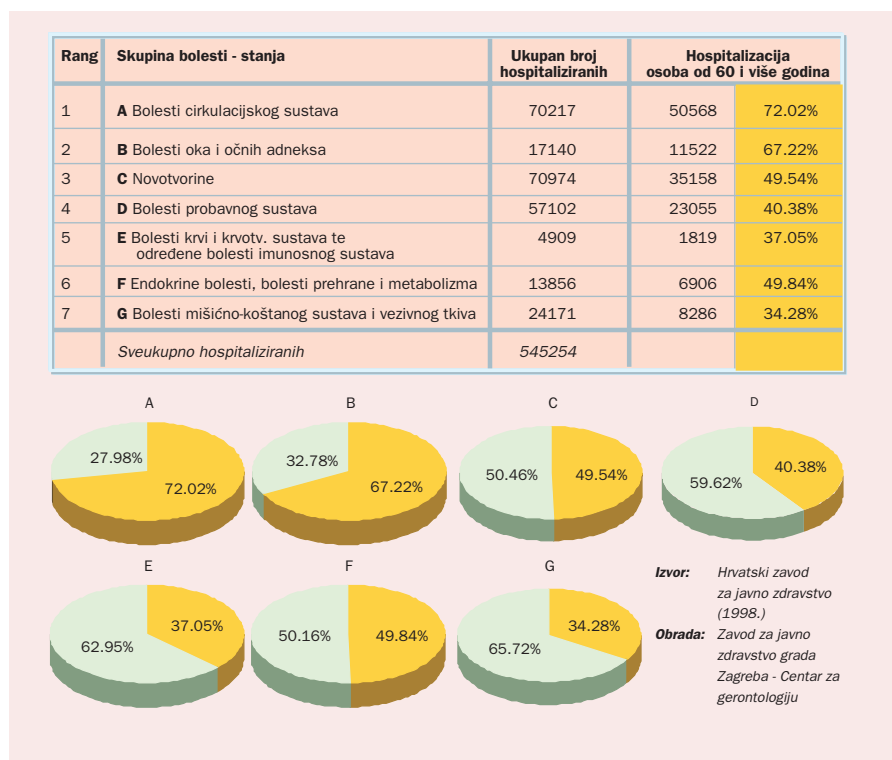 Rang Skupina bolesti - stanja Ukupan broj hospitaliziranih Hospitalizacija osoba od 60 i više godina
1 A Bolesti cirkulacijskog sustava 70217 50568 72.02%
2 B Bolesti oka i očnih adneksa 17140 11522 67.22%
3 C Novotvorine 70974 35158 49.54%
4 D Bolesti probavnog sustava 57102 23055 40.38%
5 E Bolesti krvi i krvotv. sustava te 4909 1819 37.05%
određene bolesti imunosnog sustava
6 F Endokrine bolesti, bolesti prehrane i metabolizma 13856 6906 49.84%
7 G Bolesti mišićno-koštanog sustava i vezivnog tkiva 24171 8286 34.28%
Sveukupno hospitaliziranih 545254
A B C D
27.98% 72.02%
32.78% 67.22%
50.46% 49.54%
59.62% 40.38%
E F G
62.95% 37.05%
50.16% 49.84%
65.72% 34.28%
Izvor: Hrvatski zavod
za javno zdravstvo
(1998.)
Obrada: Zavod za javno
zdravstvo grada
Zagreba - Centar za
gerontologiju